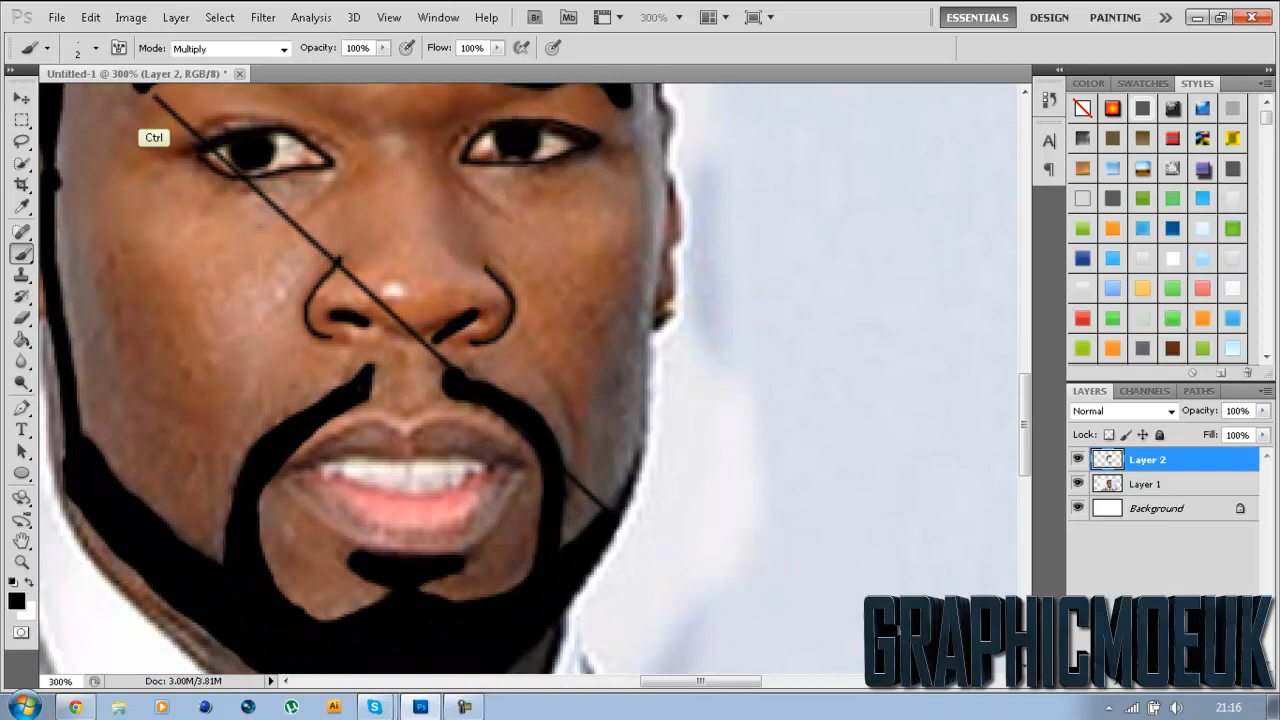 Ps File Edit Image Layer Select Filter Analysis 3D View Window Help Br Mb 300% ESSENTIALS DESIGN PAINTING
2 Mode: Multiply Opacity: 100% Flow: 100%
Untitled-1 @ 300% (Layer 2, RGB/8) *
COLOR SWATCHES STYLES
Ctrl
LAYERS CHANNELS PATHS
Normal Opacity: 100%
Lock: Fill: 100%
Layer 2
Layer 1
Background
GRAPHICMOEUK
300% Doc: 3.00M/3.81M
Ai Ps 21:16